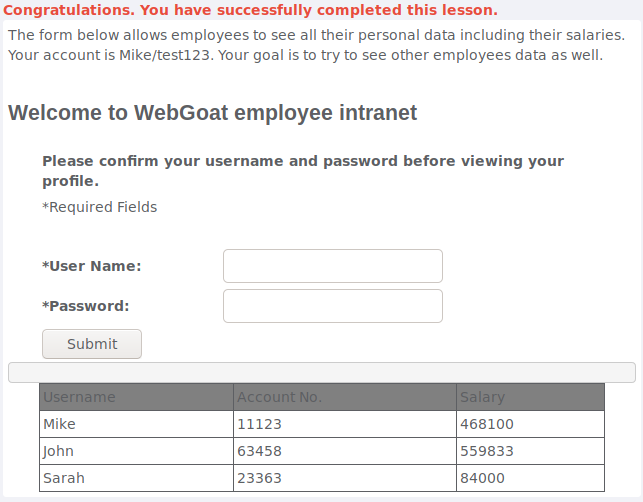 Congratulations. You have successfully completed this lesson.
The form below allows employees to see all their personal data including their salaries.
Your account is Mike/test123. Your goal is to try to see other employees data as well.
Welcome to WebGoat employee intranet
Please confirm your username and password before viewing your
profile.
*Required Fields
*User Name:
*Password:
Submit
Username Account No. Salary
Mike 11123 468100
John 63458 559833
Sarah 23363 84000